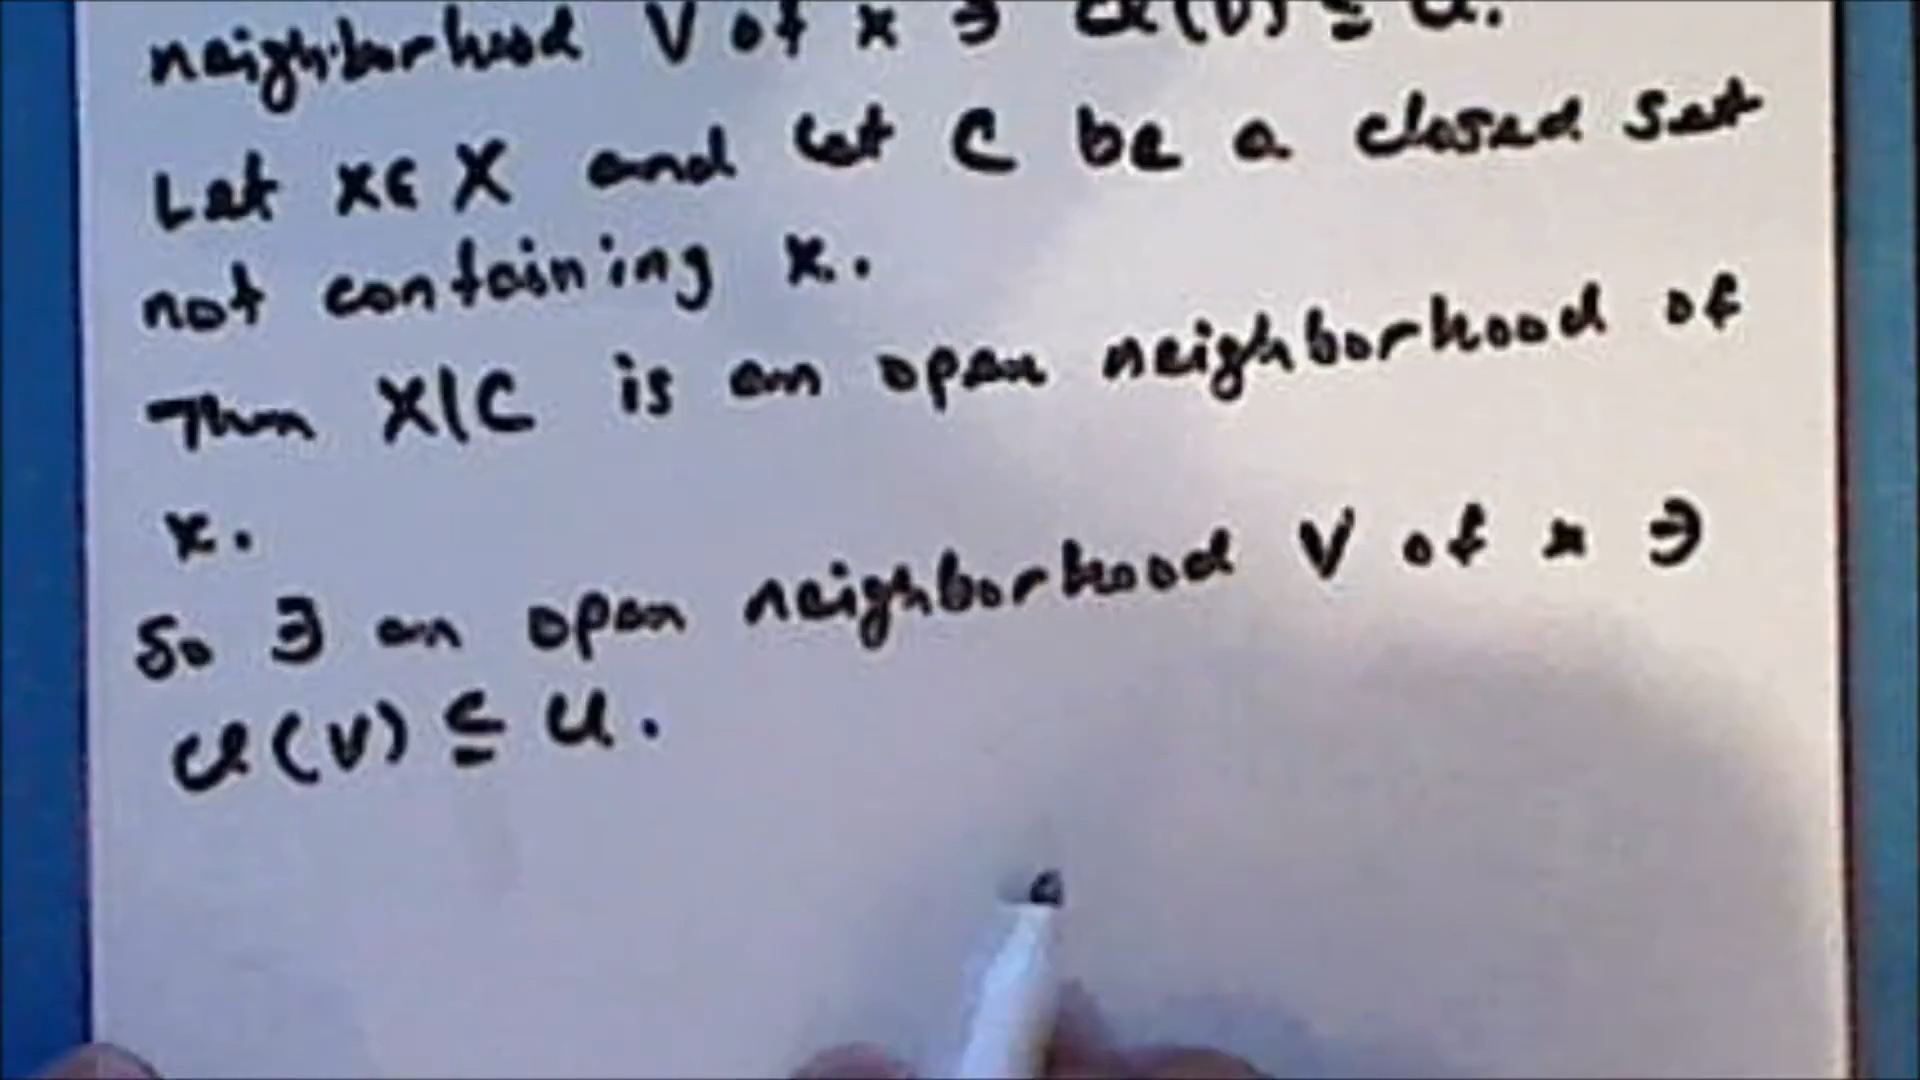 neighborhood V of x ∋ Cl(V) ⊆ U.
Let x∈X and let C be a closed set
not containing x.
Then X\C is an open neighborhood of
x.
So ∃ an open neighborhood V of x ∋
Cl(V) ⊆ U.